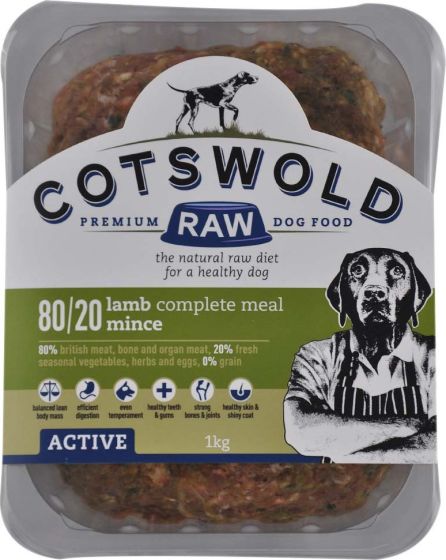 COTSWOLD
PREMIUM RAW DOG FOOD
the natural raw diet
for a healthy dog
80/20 lamb complete meal
mince
80% british meat, bone and organ meat, 20% fresh
seasonal vegetables, herbs and eggs, 0% grain
balanced lean body mass
efficient digestion
even temperament
healthy teeth & gums
strong bones & joints
healthy skin & shiny coat
ACTIVE
1kg